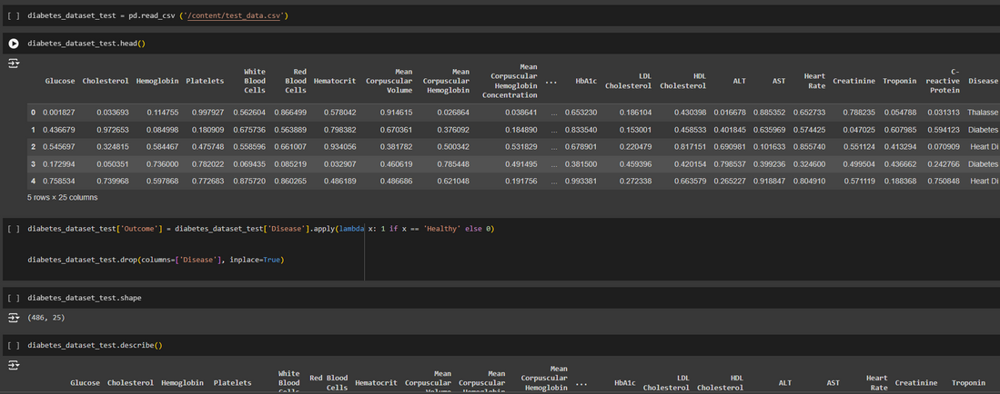 [ ] diabetes_dataset_test = pd.read_csv ('/content/test_data.csv')
diabetes_dataset_test.head()
Glucose Cholesterol Hemoglobin Platelets White Blood Cells Red Blood Cells Hematocrit Mean Corpuscular Volume Mean Corpuscular Hemoglobin Mean Corpuscular Hemoglobin Concentration ... HbA1c LDL Cholesterol HDL Cholesterol ALT AST Heart Rate Creatinine Troponin C-reactive Protein Disease
0 0.001827 0.033693 0.114755 0.997927 0.562604 0.866499 0.578042 0.914615 0.026864 0.038641 ... 0.653230 0.186104 0.430398 0.016678 0.885352 0.652733 0.788235 0.054788 0.031313 Thalasse
1 0.436679 0.972653 0.084998 0.180909 0.675736 0.563889 0.798382 0.670361 0.376092 0.184890 ... 0.833540 0.153001 0.458533 0.401845 0.635969 0.574425 0.047025 0.607985 0.594123 Diabetes
2 0.545697 0.324815 0.584467 0.475748 0.558596 0.661007 0.934056 0.381782 0.500342 0.531829 ... 0.678901 0.220479 0.817151 0.690981 0.101633 0.855740 0.551124 0.413294 0.070909 Heart Di
3 0.172994 0.050351 0.736000 0.782022 0.069435 0.085219 0.032907 0.460619 0.785448 0.491495 ... 0.381500 0.459396 0.420154 0.798537 0.399236 0.324600 0.499504 0.436662 0.242766 Diabetes
4 0.758534 0.739968 0.597868 0.772683 0.875720 0.860265 0.486189 0.486686 0.621048 0.191756 ... 0.993381 0.272338 0.663579 0.265227 0.918847 0.804910 0.571119 0.188368 0.750848 Heart Di
5 rows × 25 columns
[ ] diabetes_dataset_test['Outcome'] = diabetes_dataset_test['Disease'].apply(lambda x: 1 if x == 'Healthy' else 0)
diabetes_dataset_test.drop(columns=['Disease'], inplace=True)
[ ] diabetes_dataset_test.shape
(486, 25)
[ ] diabetes_dataset_test.describe()
Glucose Cholesterol Hemoglobin Platelets White Blood Cells Red Blood Cells Hematocrit Mean Corpuscular Volume Mean Corpuscular Hemoglobin Mean Corpuscular Hemoglobin ... HbA1c LDL Cholesterol HDL Cholesterol ALT AST Heart Rate Creatinine Troponin